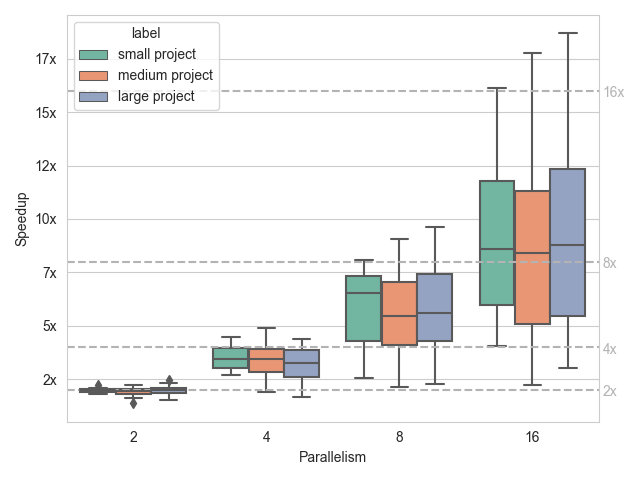 label
small project
medium project
large project
17x
15x
12x
10x
7x
5x
2x
16x
8x
4x
2x
2
4
8
16
Speedup
Parallelism